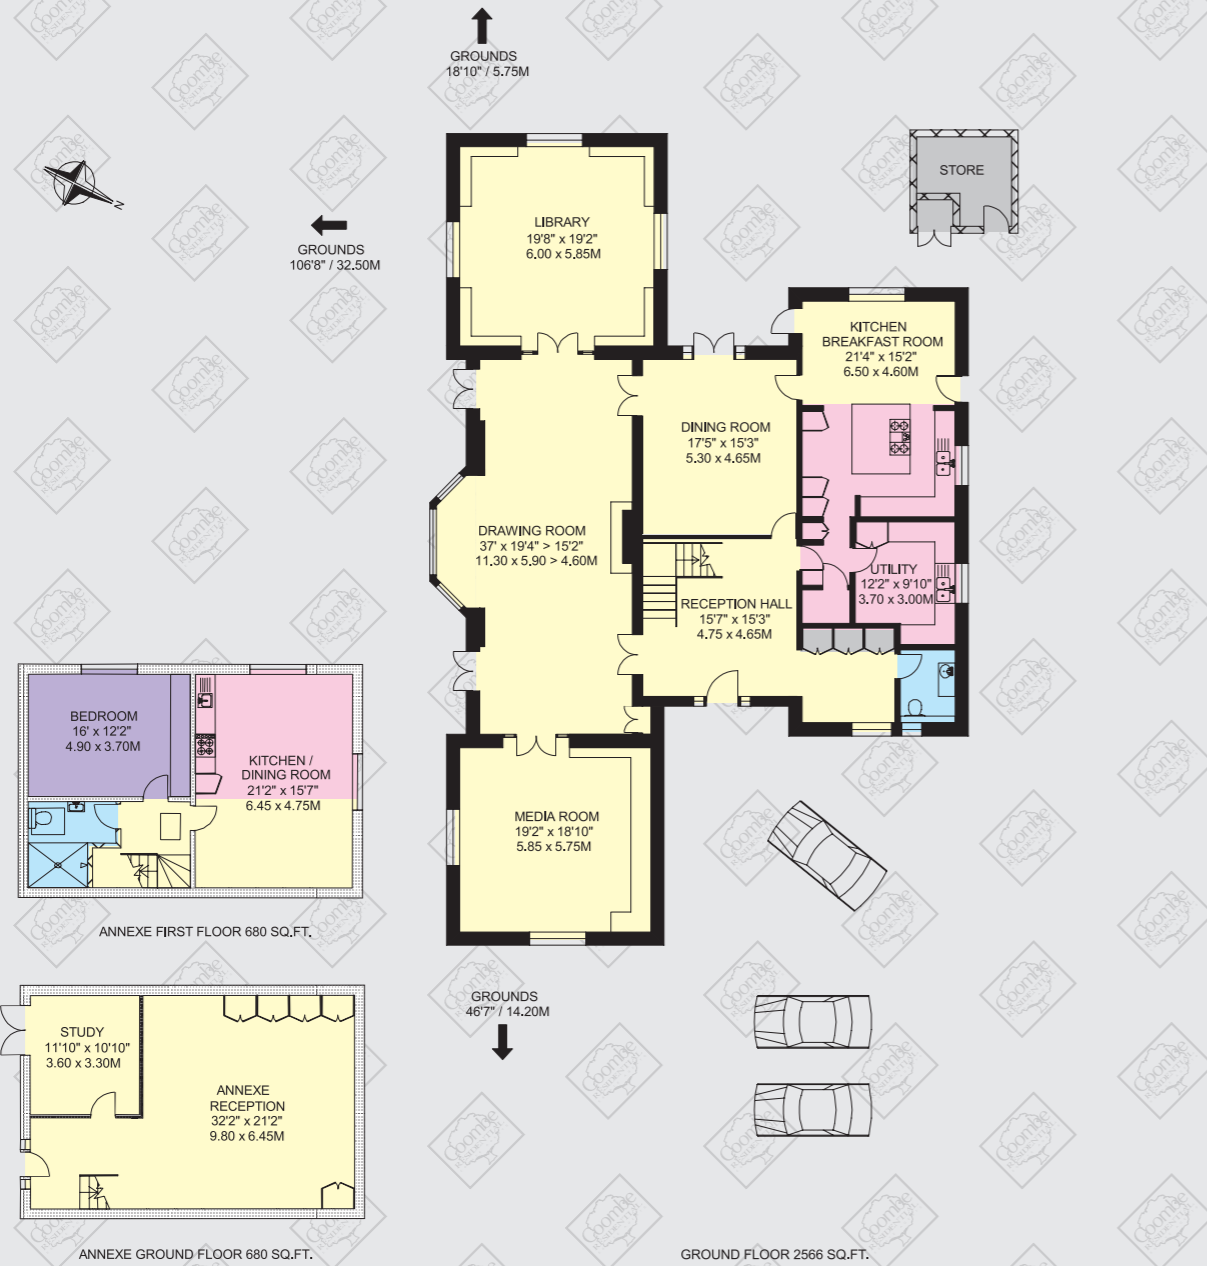 GROUNDS
18'10" / 5.75M
STORE
N
LIBRARY
19'8" x 19'2"
6.00 x 5.85M
GROUNDS
106'8" / 32.50M
KITCHEN
BREAKFAST ROOM
21'4" x 15'2"
6.50 x 4.60M
DINING ROOM
17'5" x 15'3"
5.30 x 4.65M
DRAWING ROOM
37' x 19'4" > 15'2"
11.30 x 5.90 > 4.60M
UTILITY
12'2" x 9'10"
3.70 x 3.00M
RECEPTION HALL
15'7" x 15'3"
4.75 x 4.65M
BEDROOM
16' x 12'2"
4.90 x 3.70M
KITCHEN /
DINING ROOM
21'2" x 15'7"
6.45 x 4.75M
MEDIA ROOM
19'2" x 18'10"
5.85 x 5.75M
ANNEXE FIRST FLOOR 680 SQ.FT.
GROUNDS
46'7" / 14.20M
STUDY
11'10" x 10'10"
3.60 x 3.30M
ANNEXE
RECEPTION
32'2" x 21'2"
9.80 x 6.45M
ANNEXE GROUND FLOOR 680 SQ.FT.
GROUND FLOOR 2566 SQ.FT.
Coombe
RESIDENTIAL